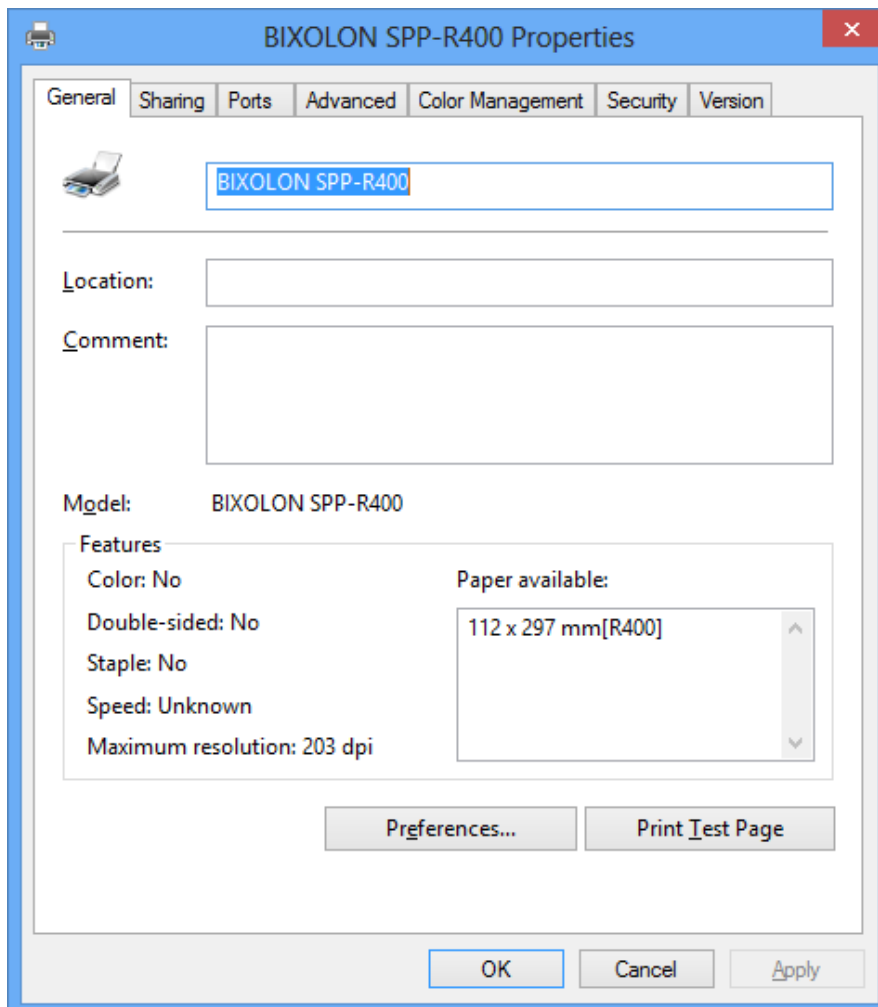 BIXOLON SPP-R400 Properties
General Sharing Ports Advanced Color Management Security Version
BIXOLON SPP-R400
Location:
Comment:
Model: BIXOLON SPP-R400
Features
Color: No
Double-sided: No
Staple: No
Speed: Unknown
Maximum resolution: 203 dpi
Paper available:
112 x 297 mm[R400]
Preferences... Print Test Page
OK Cancel Apply